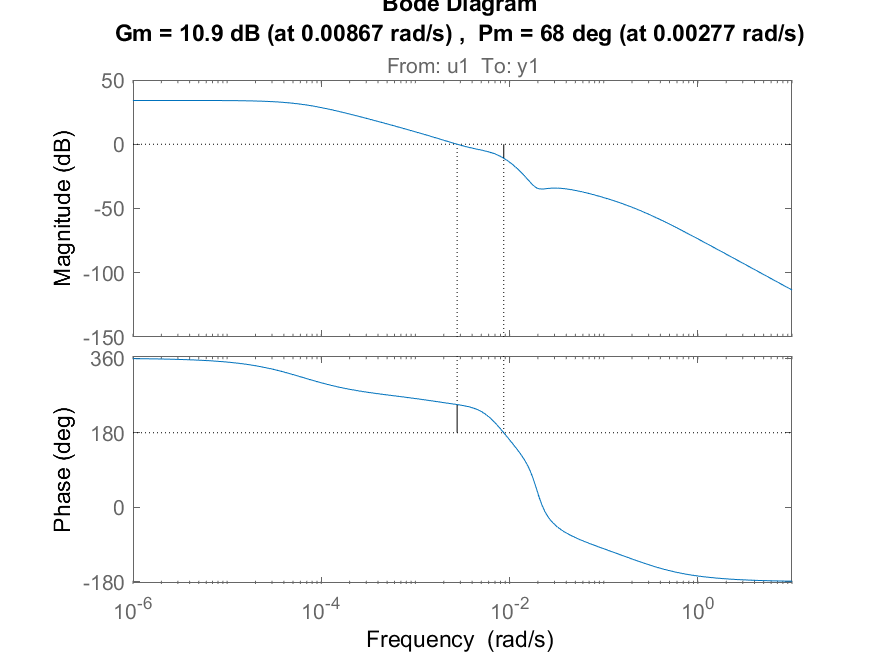 Bode Diagram
Gm = 10.9 dB (at 0.00867 rad/s) , Pm = 68 deg (at 0.00277 rad/s)
From: u1 To: y1
50
0
-50
-100
-150
Magnitude (dB)
360
180
0
-180
Phase (deg)
10^-6
10^-4
10^-2
10^0
Frequency (rad/s)